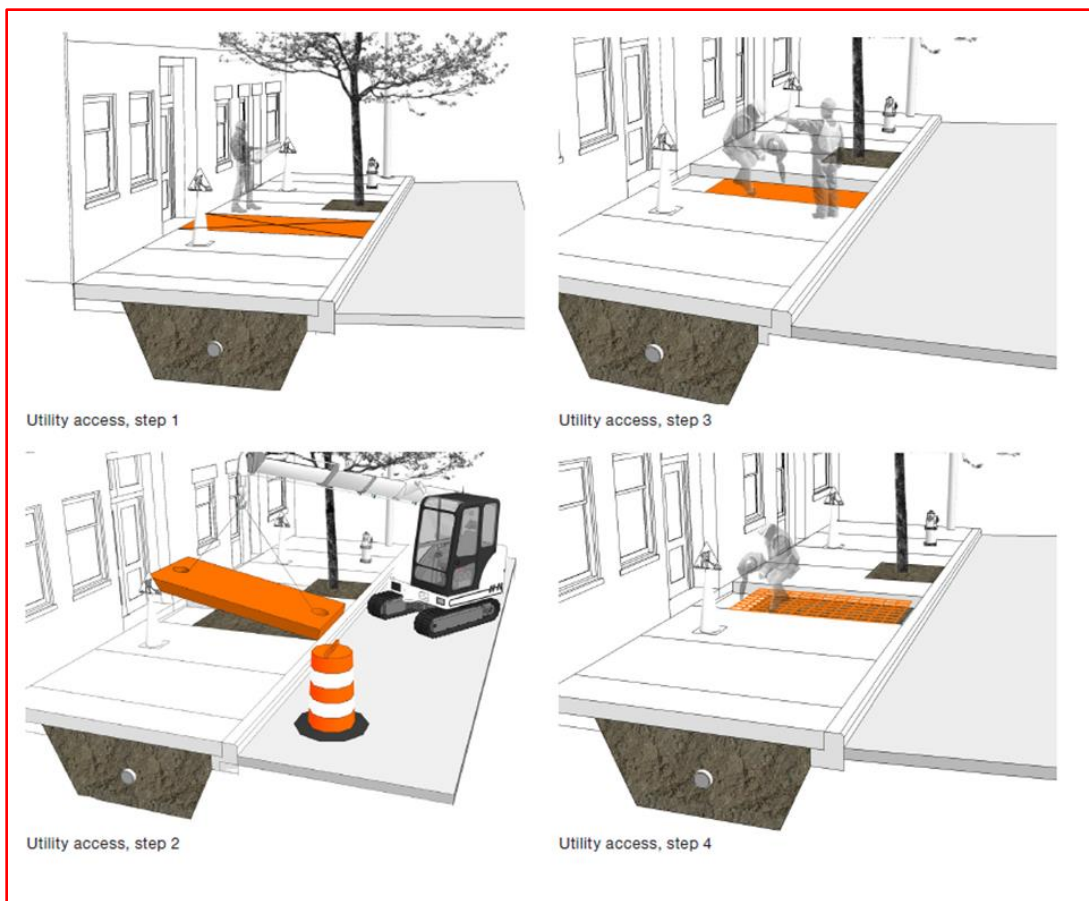 Utility access, step 1
Utility access, step 3
Utility access, step 2
Utility access, step 4